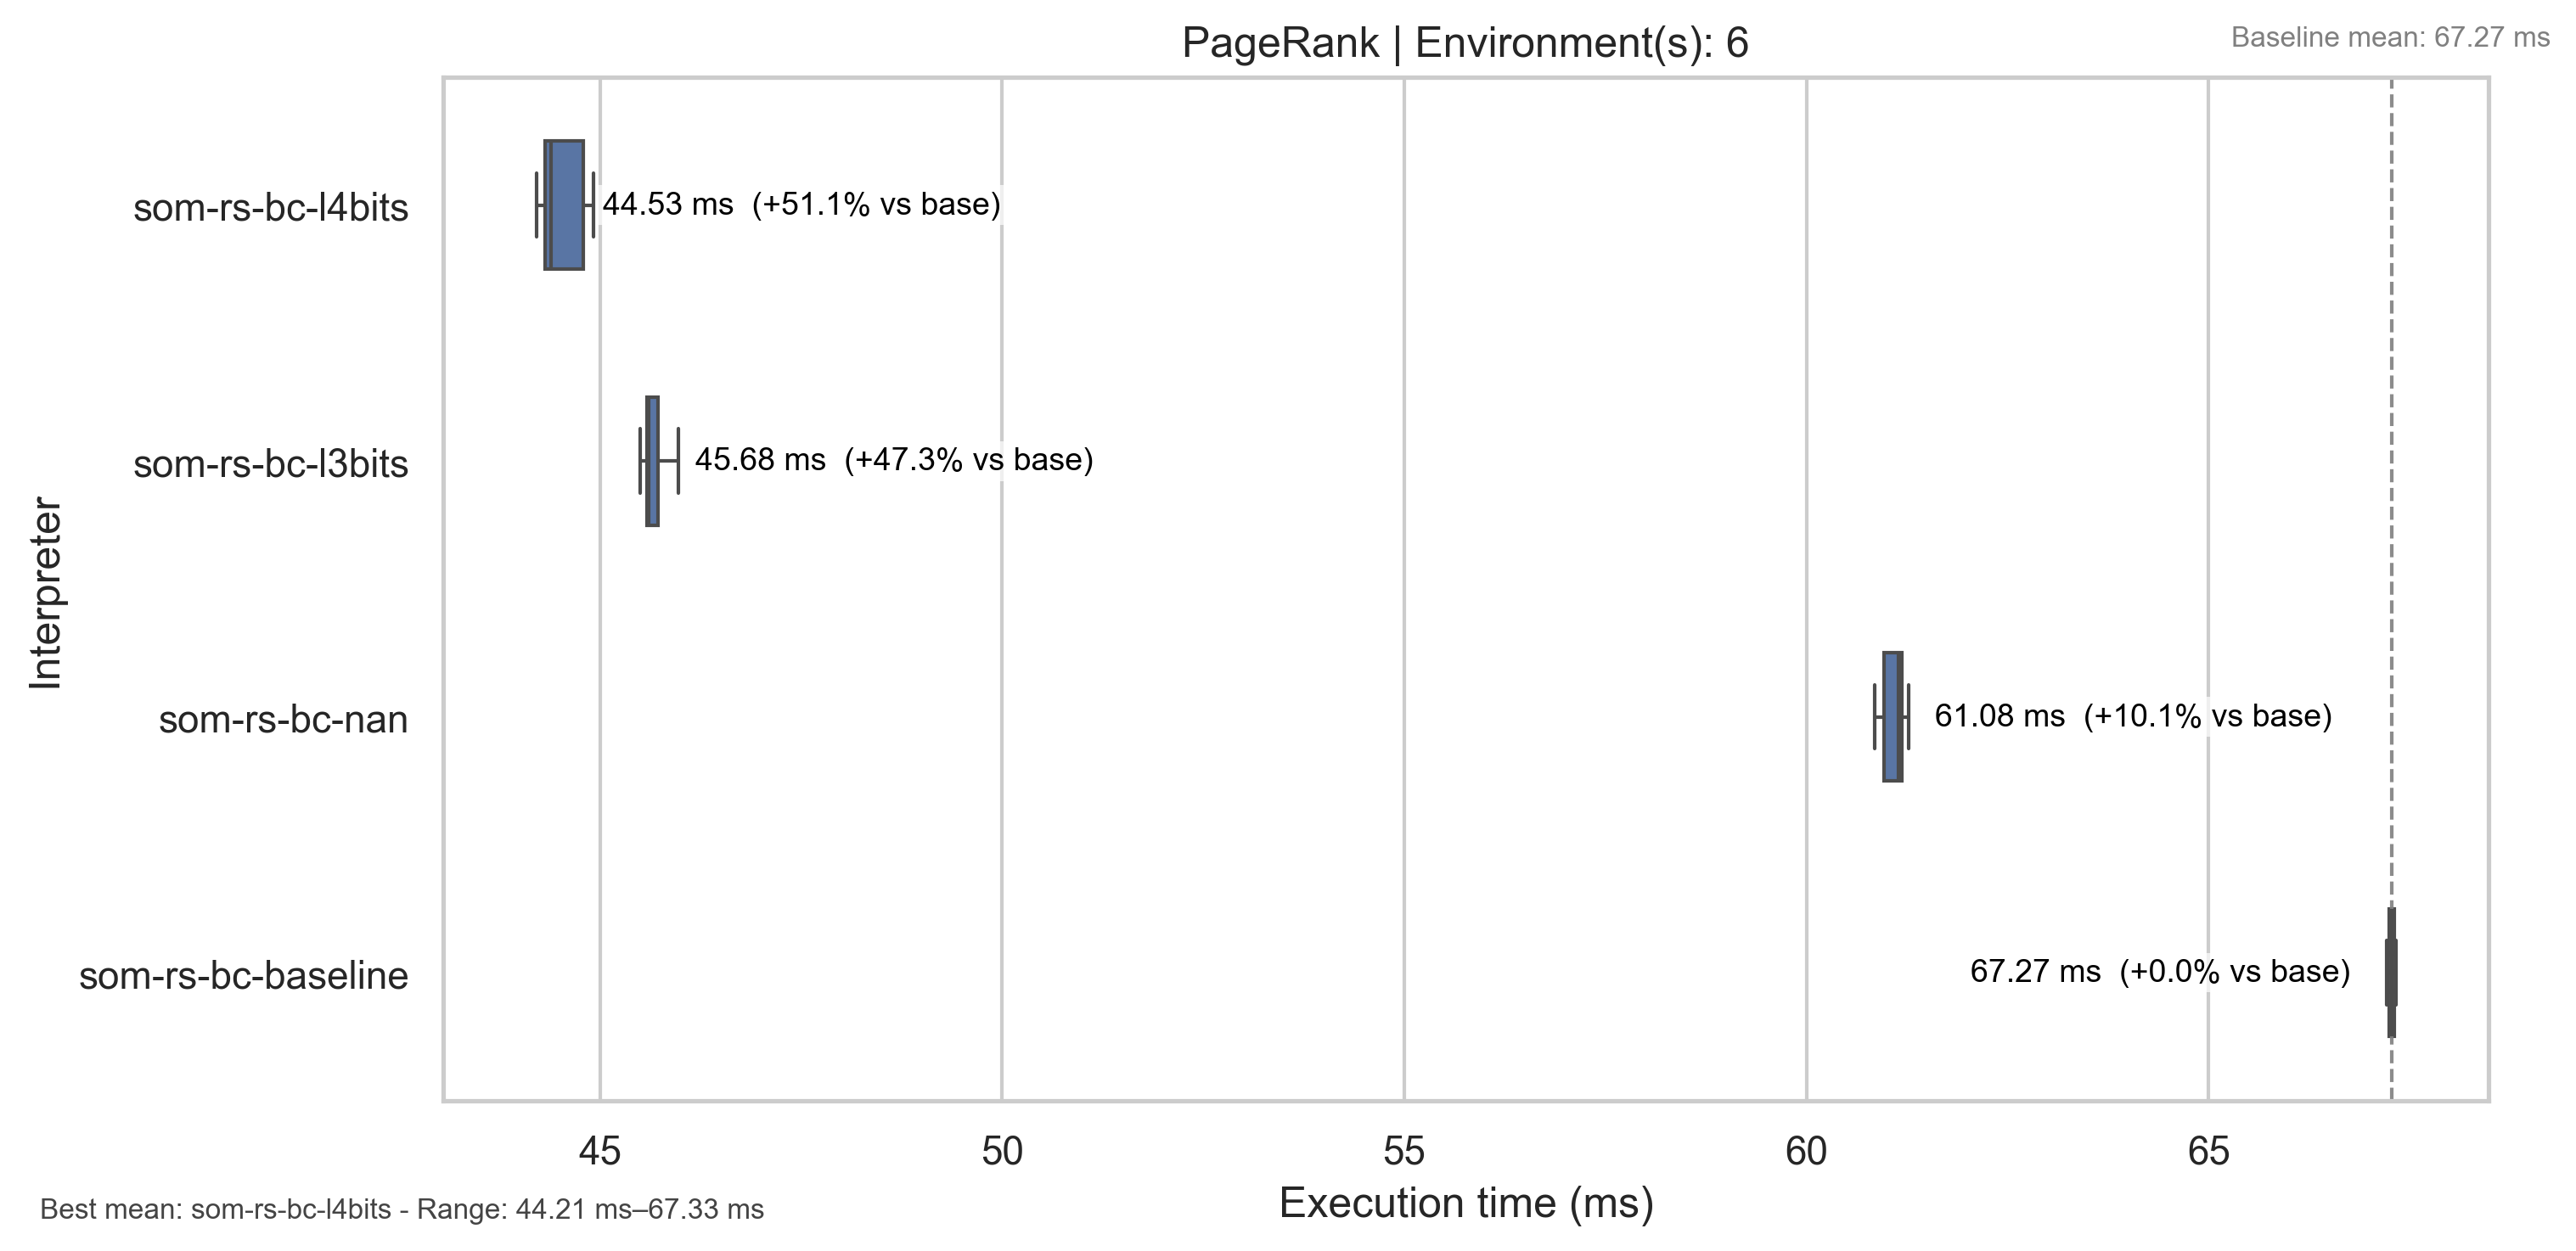 PageRank | Environment(s): 6
Baseline mean: 67.27 ms
Interpreter
som-rs-bc-l4bits
44.53 ms  (+51.1% vs base)
som-rs-bc-l3bits
45.68 ms  (+47.3% vs base)
som-rs-bc-nan
61.08 ms  (+10.1% vs base)
som-rs-bc-baseline
67.27 ms  (+0.0% vs base)
45 50 55 60 65
Execution time (ms)
Best mean: som-rs-bc-l4bits - Range: 44.21 ms–67.33 ms